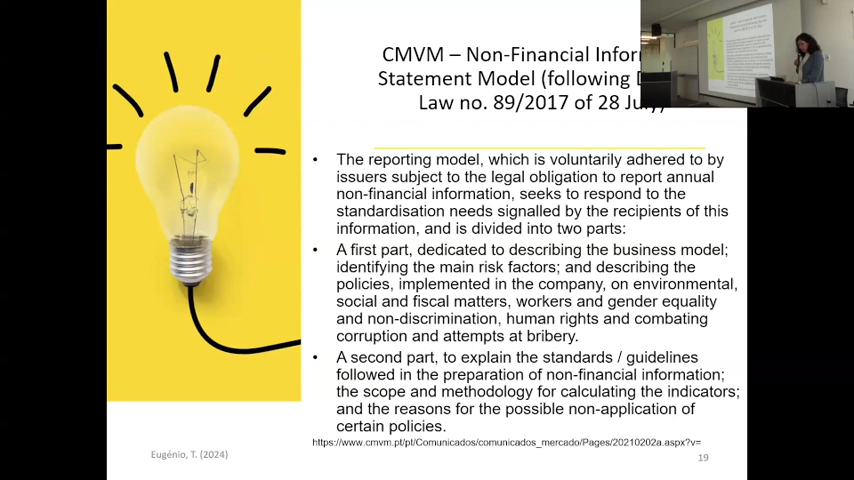 CMVM – Non-Financial Infor
Statement Model (following D
Law no. 89/2017 of 28 July)
• The reporting model, which is voluntarily adhered to by
issuers subject to the legal obligation to report annual
non-financial information, seeks to respond to the
standardisation needs signalled by the recipients of this
information, and is divided into two parts:
• A first part, dedicated to describing the business model;
identifying the main risk factors; and describing the
policies, implemented in the company, on environmental,
social and fiscal matters, workers and gender equality
and non-discrimination, human rights and combating
corruption and attempts at bribery.
• A second part, to explain the standards / guidelines
followed in the preparation of non-financial information;
the scope and methodology for calculating the indicators;
and the reasons for the possible non-application of
certain policies.
https://www.cmvm.pt/pt/Comunicados/comunicados_mercado/Pages/20210202a.aspx?v=
Eugénio, T. (2024)
19